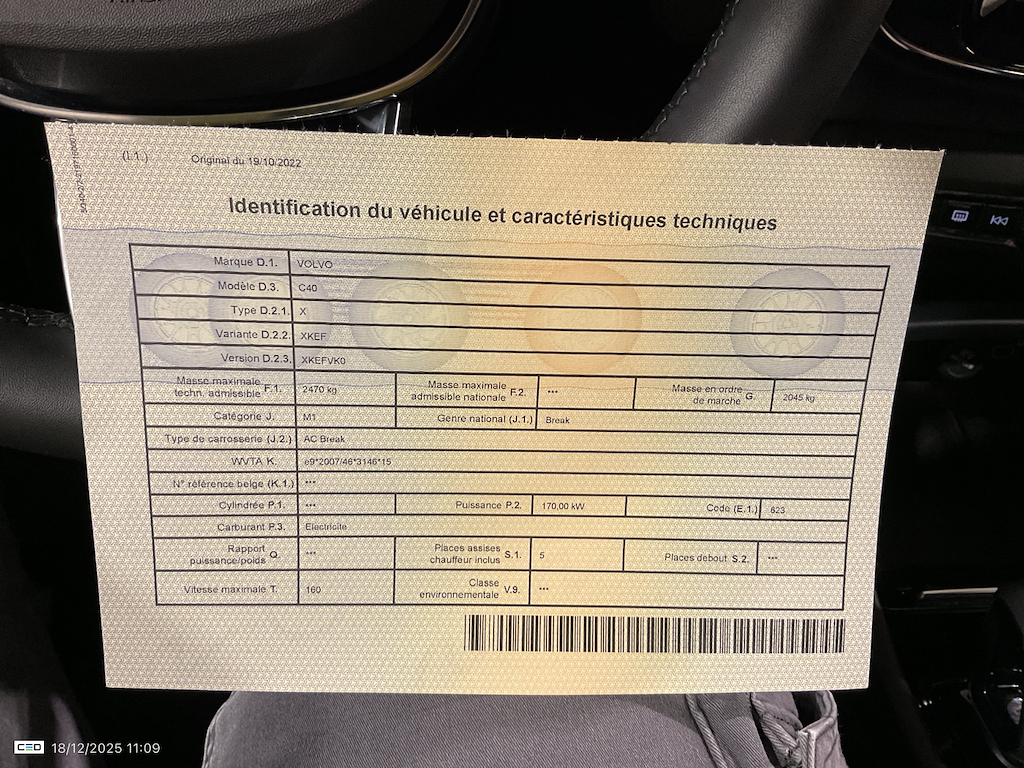 (I.1.) Original du 19/10/2022
Identification du véhicule et caractéristiques techniques
Marque D.1. VOLVO
Modèle D.3. C40
Type D.2.1. X
Variante D.2.2. XKEF
Version D.2.3. XKEFVK0
Masse maximale techn. admissible F.1. 2470 kg Masse maximale admissible nationale F.2. *** Masse en ordre de marche G. 2045 kg
Catégorie J. M1 Genre national (J.1.) Break
Type de carrosserie (J.2.) AC Break
WVTA K. e9*2007/46*3146*15
N° référence belge (K.1.) ***
Cylindrée P.1. *** Puissance P.2. 170,00 kW Code (E.1.) 623
Carburant P.3. Electricite
Rapport puissance/poids Q. *** Places assises chauffeur inclus S.1. 5 Places debout S.2. ***
Vitesse maximale T. 160 Classe environnementale V.9. ***
CEO 18/12/2025 11:09